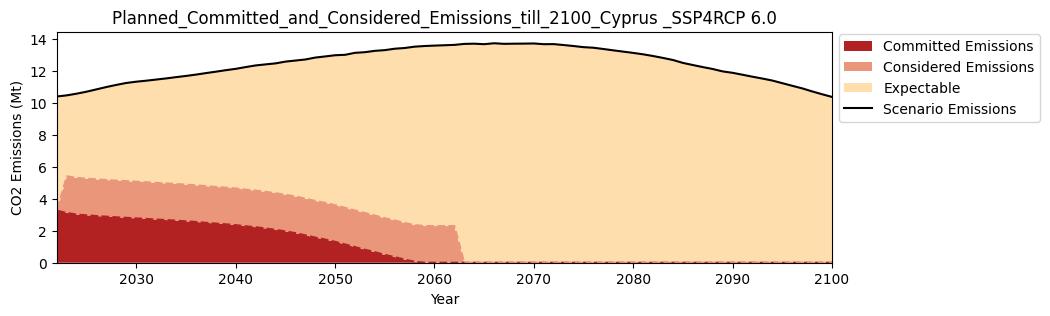 Planned_Committed_and_Considered_Emissions_till_2100_Cyprus _SSP4RCP 6.0
CO2 Emissions (Mt)
14
12
10
8
6
4
2
0
2030 2040 2050 2060 2070 2080 2090 2100
Year
Committed Emissions
Considered Emissions
Expectable
Scenario Emissions